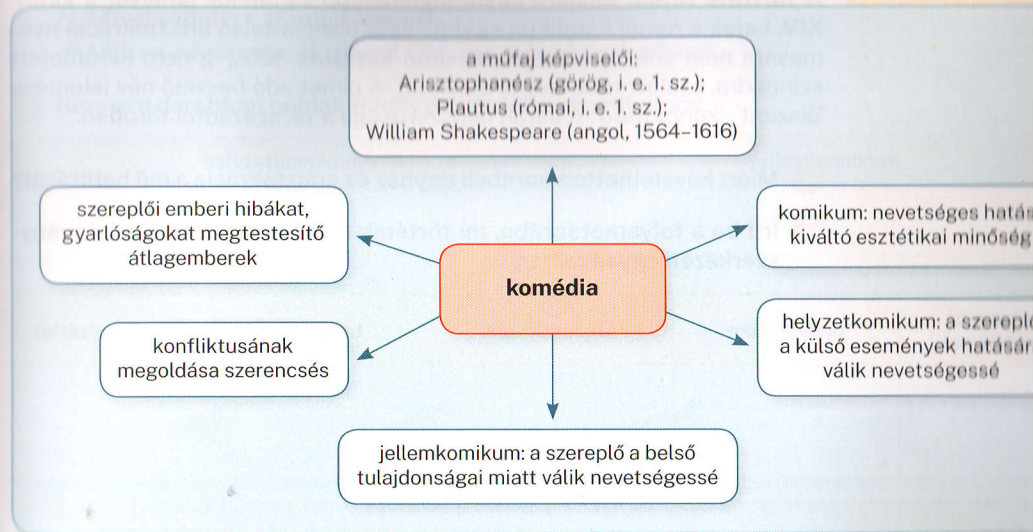 a műfaj képviselői:
Arisztophanész (görög, i. e. 1. sz.);
Plautus (római, i. e. 1. sz.);
William Shakespeare (angol, 1564–1616)
szereplői emberi hibákat,
gyarlóságokat megtestesítő
átlagemberek
komikum: nevetséges hatás
kiváltó esztétikai minőség
komédia
konfliktusának
megoldása szerencsés
helyzetkomikum: a szereplő
a külső események hatásár
válik nevetségessé
jellemkomikum: a szereplő a belső
tulajdonságai miatt válik nevetségessé